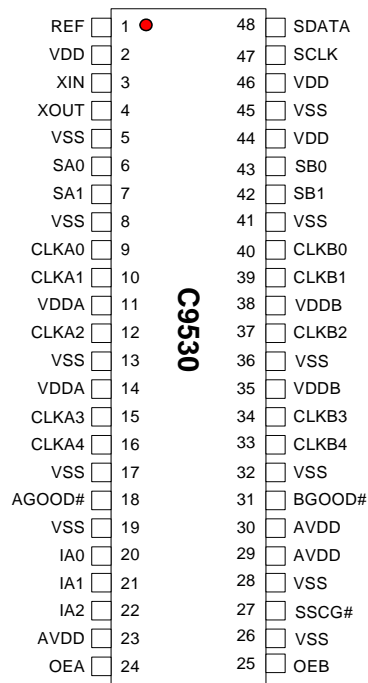 REF 1 48 SDATA
VDD 2 47 SCLK
XIN 3 46 VDD
XOUT 4 45 VSS
VSS 5 44 VDD
SA0 6 43 SB0
SA1 7 42 SB1
VSS 8 41 VSS
CLKA0 9 40 CLKB0
CLKA1 10 39 CLKB1
VDDA 11 38 VDDB
CLKA2 12 37 CLKB2
VSS 13 36 VSS
VDDA 14 35 VDDB
CLKA3 15 34 CLKB3
CLKA4 16 33 CLKB4
VSS 17 32 VSS
AGOOD# 18 31 BGOOD#
VSS 19 30 AVDD
IA0 20 29 AVDD
IA1 21 28 VSS
IA2 22 27 SSCG#
AVDD 23 26 VSS
OEA 24 25 OEB
C9530